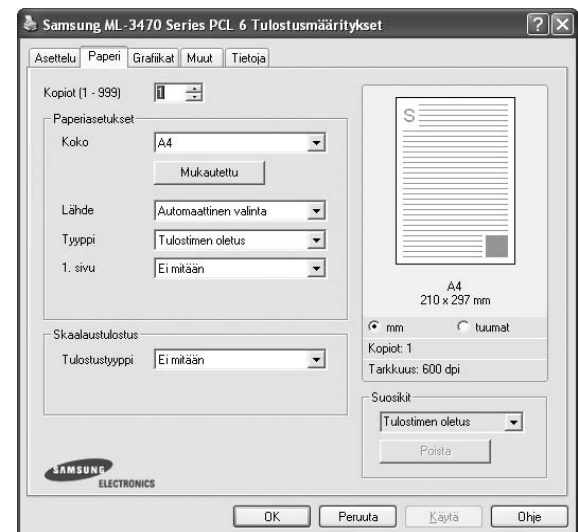 Samsung ML-3470 Series PCL 6 Tulostusmääritykset
Asettelu Paperi Grafiikat Muut Tietoja
Kopiot (1 - 999) 1
Paperiasetukset
Koko A4
Mukautettu
Lähde Automaattinen valinta
Tyyppi Tulostimen oletus
1. sivu Ei mitään
Skaalaustulostus
Tulostustyyppi Ei mitään
S
A4
210 x 297 mm
mm tuumat
Kopiot: 1
Tarkkuus: 600 dpi
Suosikit
Tulostimen oletus
Poista
SAMSUNG
ELECTRONICS
OK Peruuta Käytä Ohje